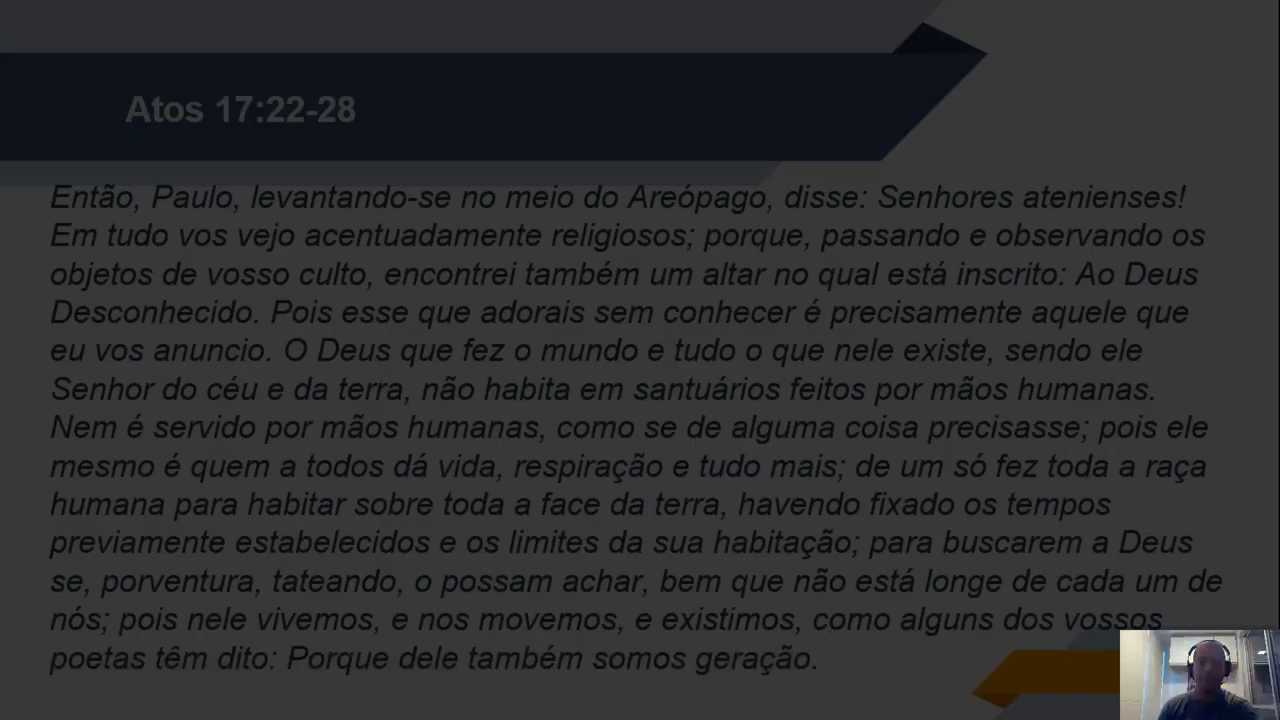 Atos 17:22-28
Então, Paulo, levantando-se no meio do Areópago, disse: Senhores atenienses!
Em tudo vos vejo acentuadamente religiosos; porque, passando e observando os
objetos de vosso culto, encontrei também um altar no qual está inscrito: Ao Deus
Desconhecido. Pois esse que adorais sem conhecer é precisamente aquele que
eu vos anuncio. O Deus que fez o mundo e tudo o que nele existe, sendo ele
Senhor do céu e da terra, não habita em santuários feitos por mãos humanas.
Nem é servido por mãos humanas, como se de alguma coisa precisasse; pois ele
mesmo é quem a todos dá vida, respiração e tudo mais; de um só fez toda a raça
humana para habitar sobre toda a face da terra, havendo fixado os tempos
previamente estabelecidos e os limites da sua habitação; para buscarem a Deus
se, porventura, tateando, o possam achar, bem que não está longe de cada um de
nós; pois nele vivemos, e nos movemos, e existimos, como alguns dos vossos
poetas têm dito: Porque dele também somos geração.